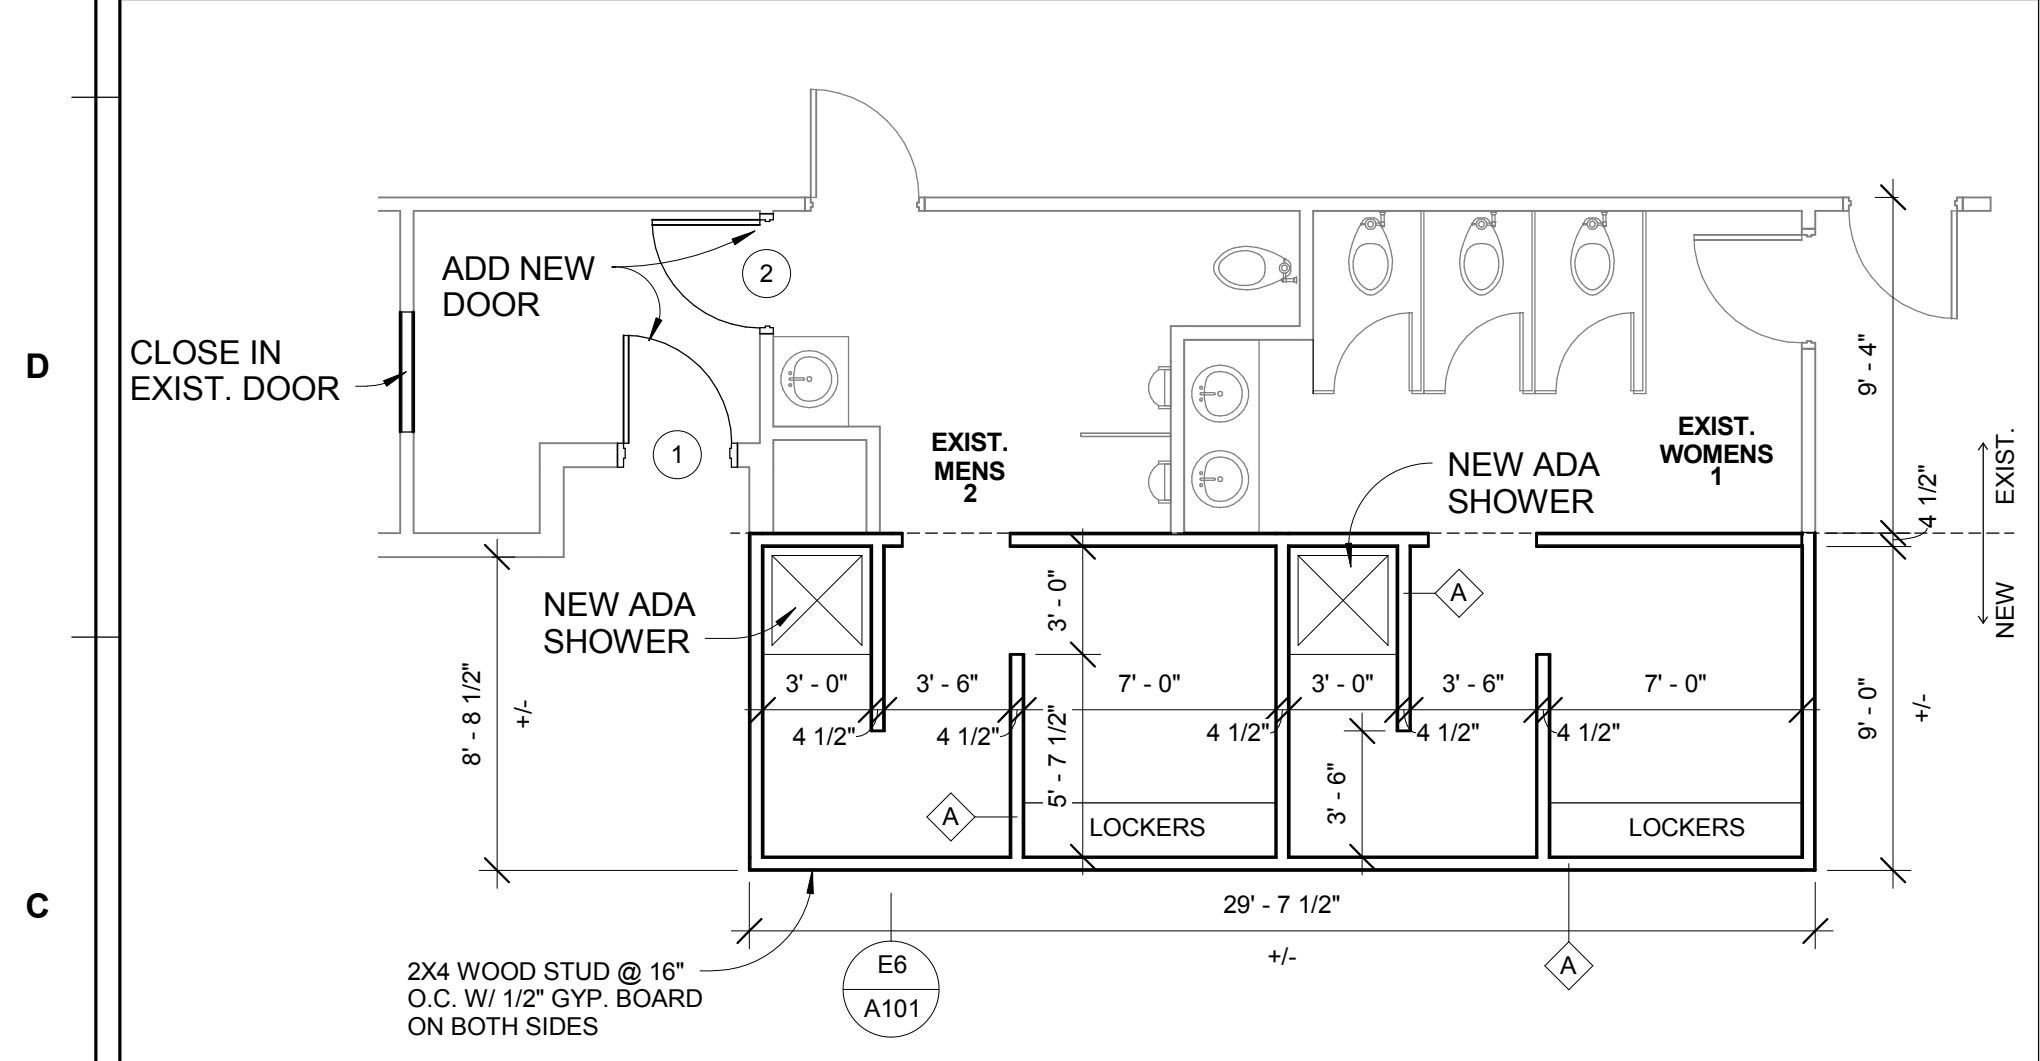 ADD NEW
DOOR
2
CLOSE IN
EXIST. DOOR
D
1
EXIST.
MENS
2
EXIST.
WOMENS
1
NEW ADA
SHOWER
9' - 4"
4 1/2"
EXIST.
NEW
NEW ADA
SHOWER
A
3' - 0"
3' - 0"
3' - 6"
7' - 0"
3' - 0"
3' - 6"
7' - 0"
4 1/2"
4 1/2"
4 1/2"
4 1/2"
4 1/2"
8' - 8 1/2"
+/-
5' - 7 1/2"
3' - 6"
9' - 0"
+/-
A
LOCKERS
LOCKERS
C
29' - 7 1/2"
+/-
2X4 WOOD STUD @ 16"
O.C. W/ 1/2" GYP. BOARD
ON BOTH SIDES
E6
A101
A